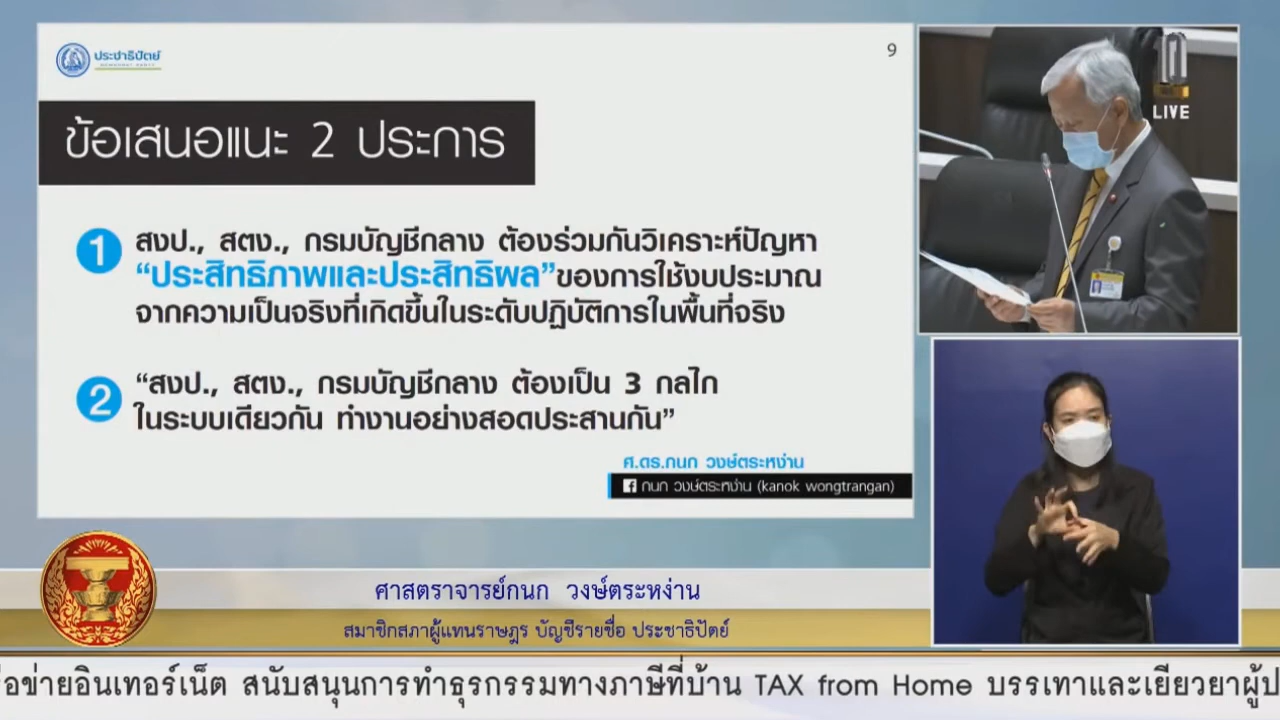 ประชาธิปัตย์
9
ข้อเสนอแนะ 2 ประการ
1 สงป., สตง., กรมบัญชีกลาง ต้องร่วมกันวิเคราะห์ปัญหา
“ประสิทธิภาพและประสิทธิผล”ของการใช้งบประมาณ
จากความเป็นจริงที่เกิดขึ้นในระดับปฏิบัติการในพื้นที่จริง
2 “สงป., สตง., กรมบัญชีกลาง ต้องเป็น 3 กลไก
ในระบบเดียวกัน ทำงานอย่างสอดประสานกัน”
ศ.ดร.กนก วงษ์ตระหง่าน
กนก วงษ์ตระหง่าน (kanok wongtrangan)
10
LIVE
ศาสตราจารย์กนก วงษ์ตระหง่าน
สมาชิกสภาผู้แทนราษฎร บัญชีรายชื่อ ประชาธิปัตย์
อข่ายอินเทอร์เน็ต สนับสนุนการทำธุรกรรมทางภาษีที่บ้าน TAX from Home บรรเทาและเยียวยาผู้ป